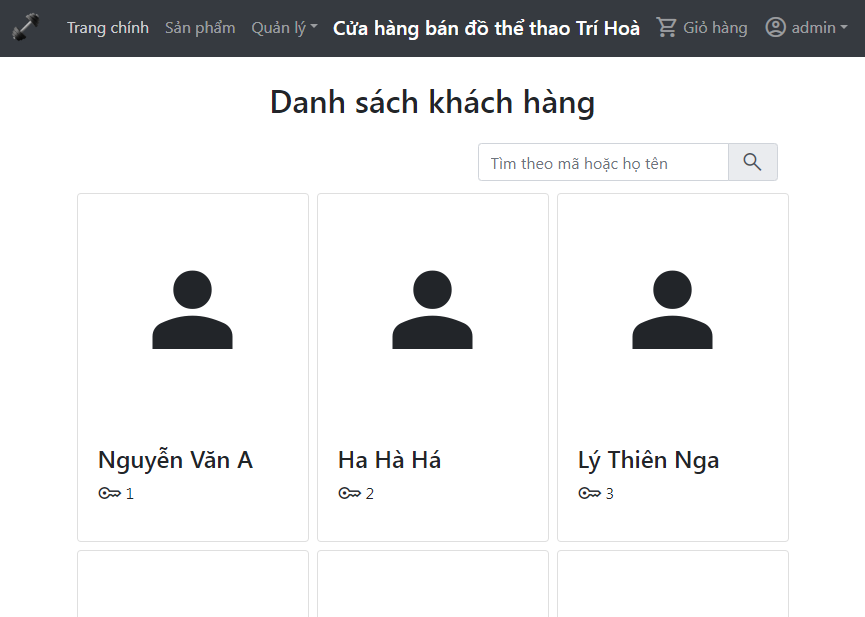 Trang chính Sản phẩm Quản lý Cửa hàng bán đồ thể thao Trí Hoà Giỏ hàng admin
Danh sách khách hàng
Tìm theo mã hoặc họ tên
Nguyễn Văn A Ha Hà Há Lý Thiên Nga
1 2 3